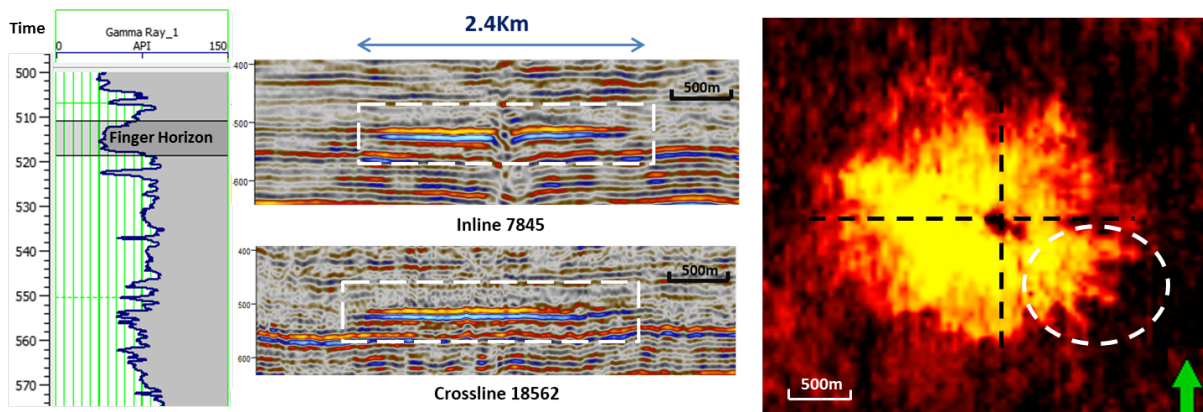 Time
Gamma Ray_1
0 API 150
500
510
520
530
540
550
560
570
Finger Horizon
2.4Km
400
500
600
500m
Inline 7845
400
500
600
500m
Crossline 18562
500m